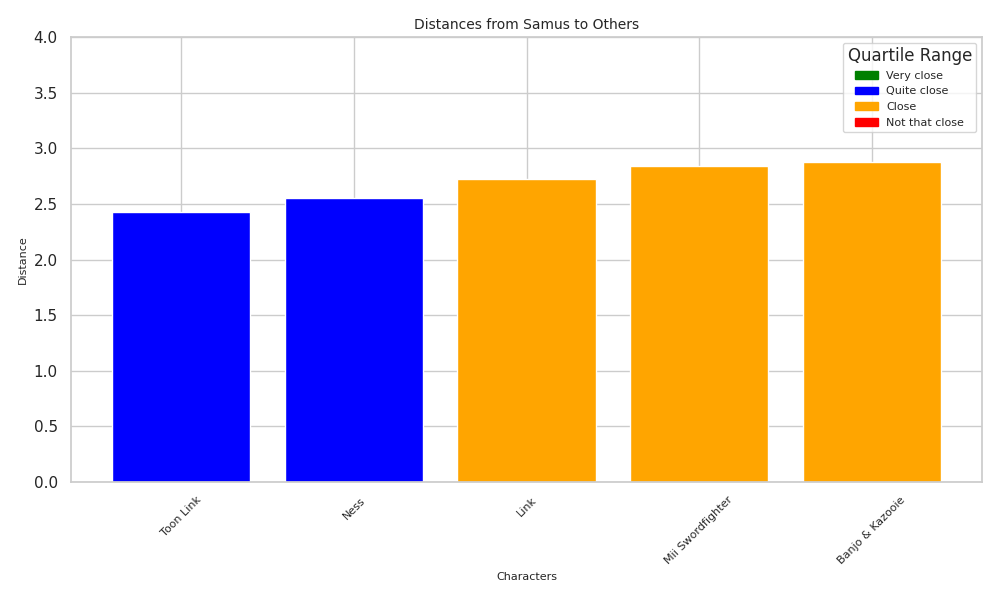 Distances from Samus to Others
4.0
3.5
3.0
2.5
2.0
1.5
1.0
0.5
0.0
Distance
Quartile Range
Very close
Quite close
Close
Not that close
Toon Link
Ness
Link
Mii Swordfighter
Banjo & Kazooie
Characters